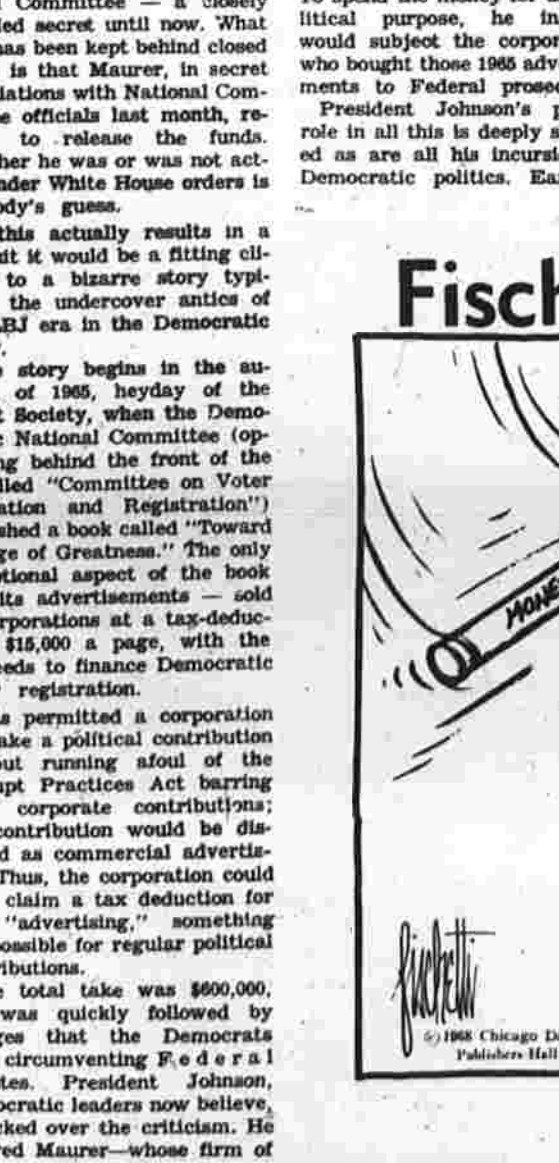 Committee — a closely
led secret until now. What
has been kept behind closed
is that Maurer, in secret
iations with National Com-
e officials last month, re-
to release the funds.
her he was or was not act-
nder White House orders is
ody's guess.
this actually results in a
it it would be a fitting cli-
to a bizarre story typi-
the undercover antics of
LBJ era in the Democratic
story begins in the au-
of 1965, heyday of the
t Society, when the Demo-
c National Committee (op-
ng behind the front of the
lled "Committee on Voter
ation and Registration")
shed a book called "Toward
ge of Greatness." The only
ptional aspect of the book
its advertisements — sold
rporations at a tax-deduc-
$15,000 a page, with the
eeds to finance Democratic
registration.
s permitted a corporation
ake a political contribution
out running afoul of the
upt Practices Act barring
corporate contributions;
contribution would be dis-
d as commercial advertis-
Thus, the corporation could
claim a tax deduction for
"advertising," something
possible for regular political
ributions.
e total take was $600,000,
was quickly followed by
ges that the Democrats
circumventing Federal
tes. President Johnson,
ocratic leaders now believe,
cked over the criticism. He
red Maurer—whose firm of
litical purpose, he in
would subject the corpor
who bought those 1965 adv
ments to Federal prosec
President Johnson's p
role in all this is deeply s
ed as are all his incursi
Democratic politics. Ea
Fisch
MONE
fischetti
© 1968 Chicago Da
Publishers Hall